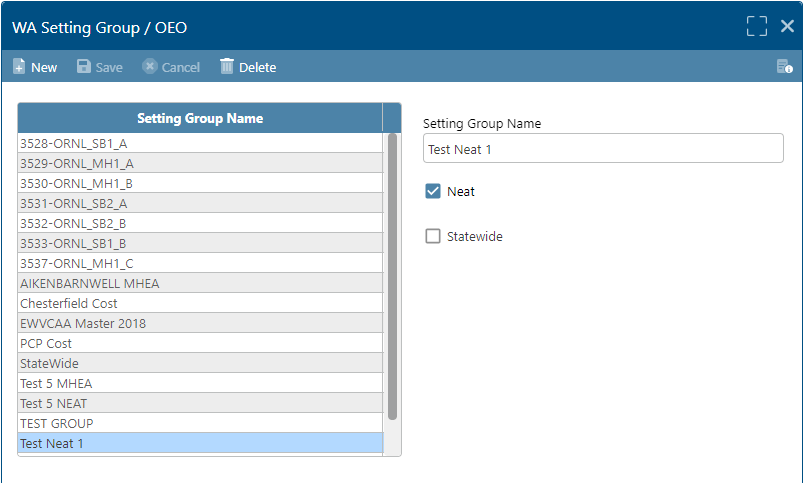 WA Setting Group / OEO
New Save Cancel Delete
Setting Group Name
3528-ORNL_SB1_A
3529-ORNL_MH1_A
3530-ORNL_MH1_B
3531-ORNL_SB2_A
3532-ORNL_SB2_B
3533-ORNL_SB1_B
3537-ORNL_MH1_C
AIKENBARNWELL MHEA
Chesterfield Cost
EWVCAA Master 2018
PCP Cost
StateWide
Test 5 MHEA
Test 5 NEAT
TEST GROUP
Test Neat 1
Setting Group Name
Test Neat 1
Neat
Statewide